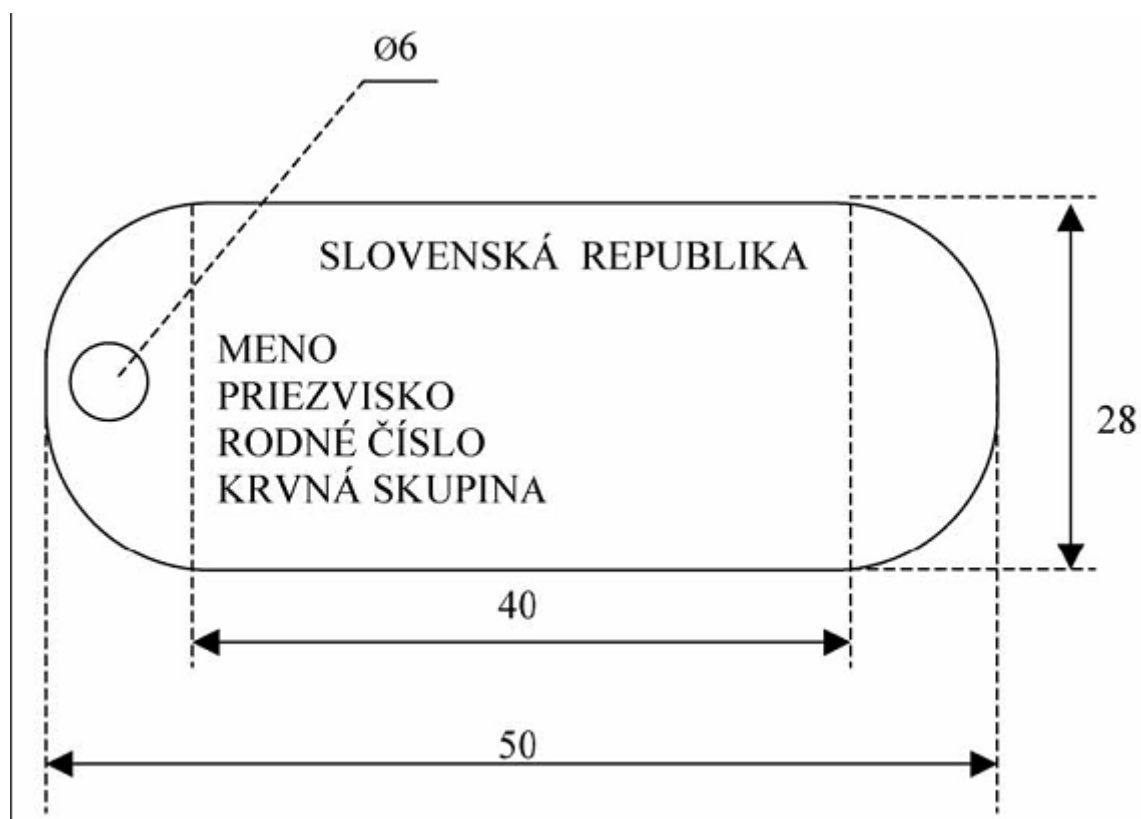 ø6
SLOVENSKÁ REPUBLIKA
MENO
PRIEZVISKO
RODNÉ ČÍSLO
KRVNÁ SKUPINA
28
40
50